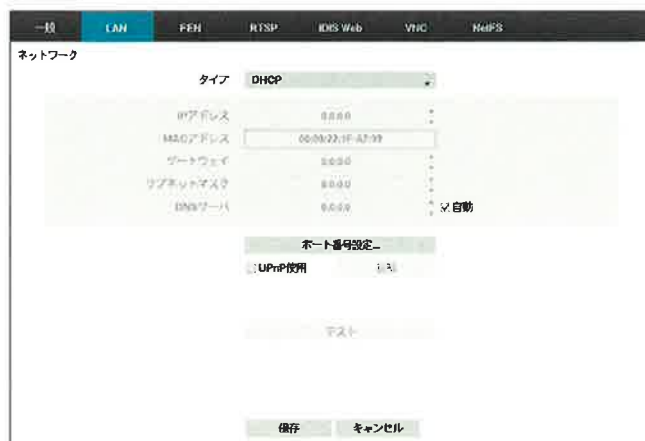 一般 LAN FEN RTSP IDIS Web VNC NetFS
ネットワーク
タイプ DHCP
IPアドレス 0.0.0.0
MACアドレス
ゲートウェイ 0.0.0.0
サブネットマスク 0.0.0.0
DNSサーバ 0.0.0.0 自動
ポート番号設定...
UPnP使用
テスト
保存 キャンセル